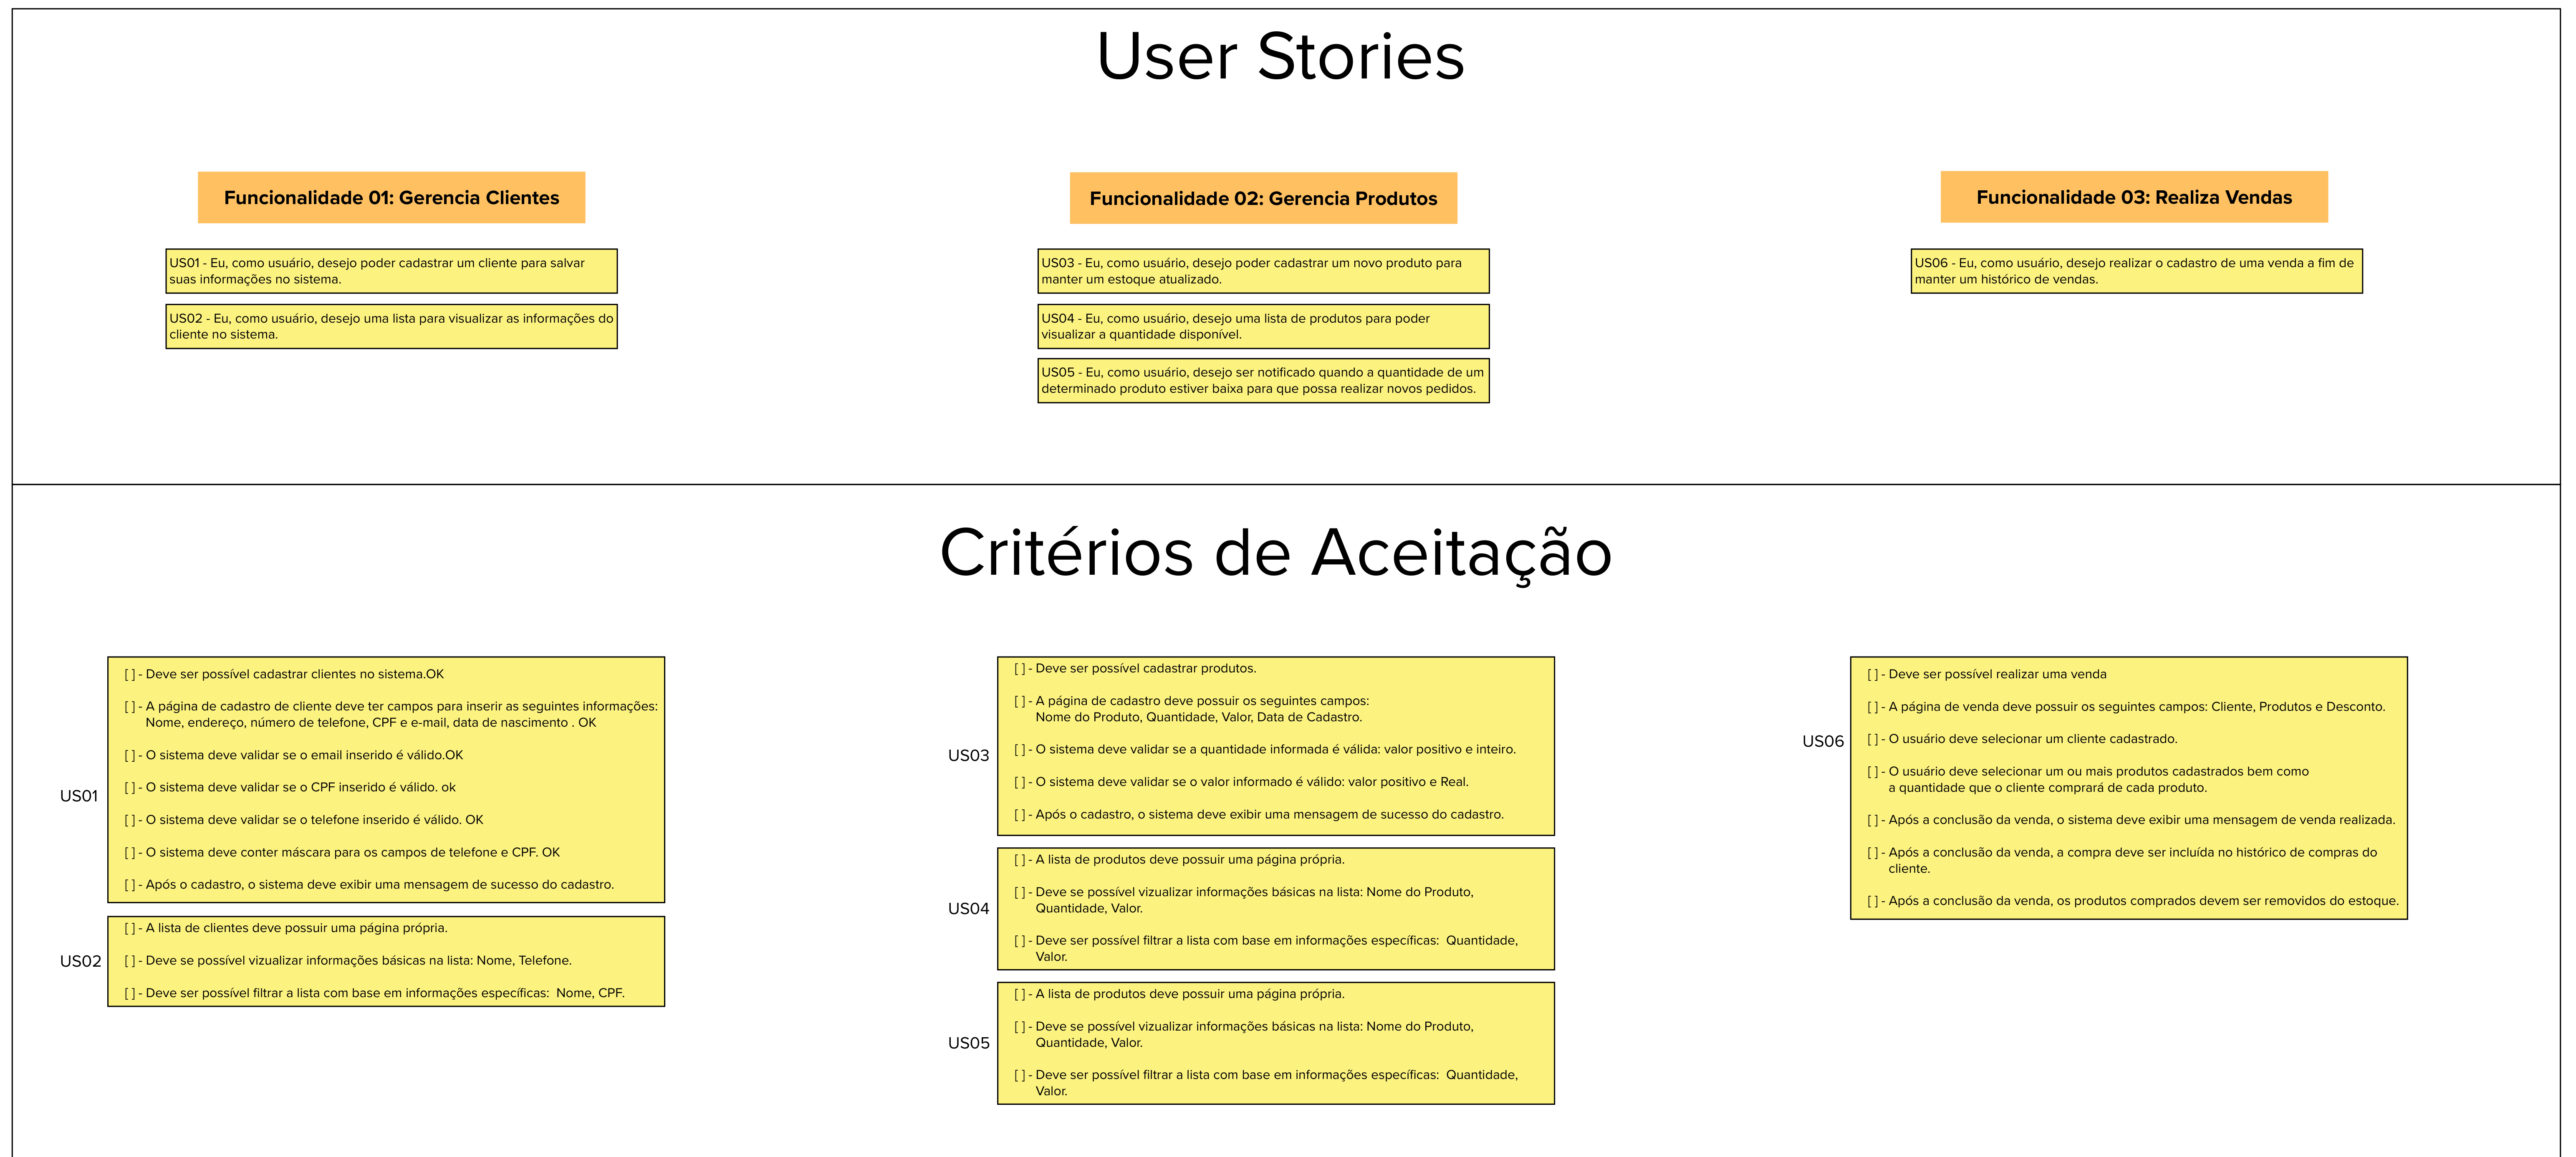 User Stories
Funcionalidade 01: Gerencia Clientes
US01 - Eu, como usuário, desejo poder cadastrar um cliente para salvar
suas informações no sistema.
US02 - Eu, como usuário, desejo uma lista para visualizar as informações do
cliente no sistema.
Funcionalidade 02: Gerencia Produtos
US03 - Eu, como usuário, desejo poder cadastrar um novo produto para
manter um estoque atualizado.
US04 - Eu, como usuário, desejo uma lista de produtos para poder
visualizar a quantidade disponível.
US05 - Eu, como usuário, desejo ser notificado quando a quantidade de um
determinado produto estiver baixa para que possa realizar novos pedidos.
Funcionalidade 03: Realiza Vendas
US06 - Eu, como usuário, desejo realizar o cadastro de uma venda a fim de
manter um histórico de vendas.
Critérios de Aceitação
US01
[ ] - Deve ser possível cadastrar clientes no sistema.OK
[ ] - A página de cadastro de cliente deve ter campos para inserir as seguintes informações:
Nome, endereço, número de telefone, CPF e e-mail, data de nascimento . OK
[ ] - O sistema deve validar se o email inserido é válido.OK
[ ] - O sistema deve validar se o CPF inserido é válido. ok
[ ] - O sistema deve validar se o telefone inserido é válido. OK
[ ] - O sistema deve conter máscara para os campos de telefone e CPF. OK
[ ] - Após o cadastro, o sistema deve exibir uma mensagem de sucesso do cadastro.
US02
[ ] - A lista de clientes deve possuir uma página própria.
[ ] - Deve se possível vizualizar informações básicas na lista: Nome, Telefone.
[ ] - Deve ser possível filtrar a lista com base em informações específicas:  Nome, CPF.
US03
[ ] - Deve ser possível cadastrar produtos.
[ ] - A página de cadastro deve possuir os seguintes campos:
Nome do Produto, Quantidade, Valor, Data de Cadastro.
[ ] - O sistema deve validar se a quantidade informada é válida: valor positivo e inteiro.
[ ] - O sistema deve validar se o valor informado é válido: valor positivo e Real.
[ ] - Após o cadastro, o sistema deve exibir uma mensagem de sucesso do cadastro.
US04
[ ] - A lista de produtos deve possuir uma página própria.
[ ] - Deve se possível vizualizar informações básicas na lista: Nome do Produto,
Quantidade, Valor.
[ ] - Deve ser possível filtrar a lista com base em informações específicas:  Quantidade,
Valor.
US05
[ ] - A lista de produtos deve possuir uma página própria.
[ ] - Deve se possível vizualizar informações básicas na lista: Nome do Produto,
Quantidade, Valor.
[ ] - Deve ser possível filtrar a lista com base em informações específicas:  Quantidade,
Valor.
US06
[ ] - Deve ser possível realizar uma venda
[ ] - A página de venda deve possuir os seguintes campos: Cliente, Produtos e Desconto.
[ ] - O usuário deve selecionar um cliente cadastrado.
[ ] - O usuário deve selecionar um ou mais produtos cadastrados bem como
a quantidade que o cliente comprará de cada produto.
[ ] - Após a conclusão da venda, o sistema deve exibir uma mensagem de venda realizada.
[ ] - Após a conclusão da venda, a compra deve ser incluída no histórico de compras do
cliente.
[ ] - Após a conclusão da venda, os produtos comprados devem ser removidos do estoque.